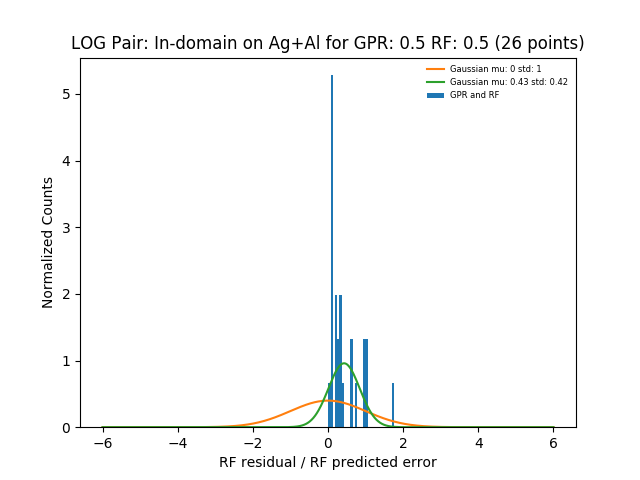 LOG Pair: In-domain on Ag+Al for GPR: 0.5 RF: 0.5 (26 points)
Gaussian mu: 0 std: 1
Gaussian mu: 0.43 std: 0.42
GPR and RF
Normalized Counts
5
4
3
2
1
0
−6
−4
−2
0
2
4
6
RF residual / RF predicted error